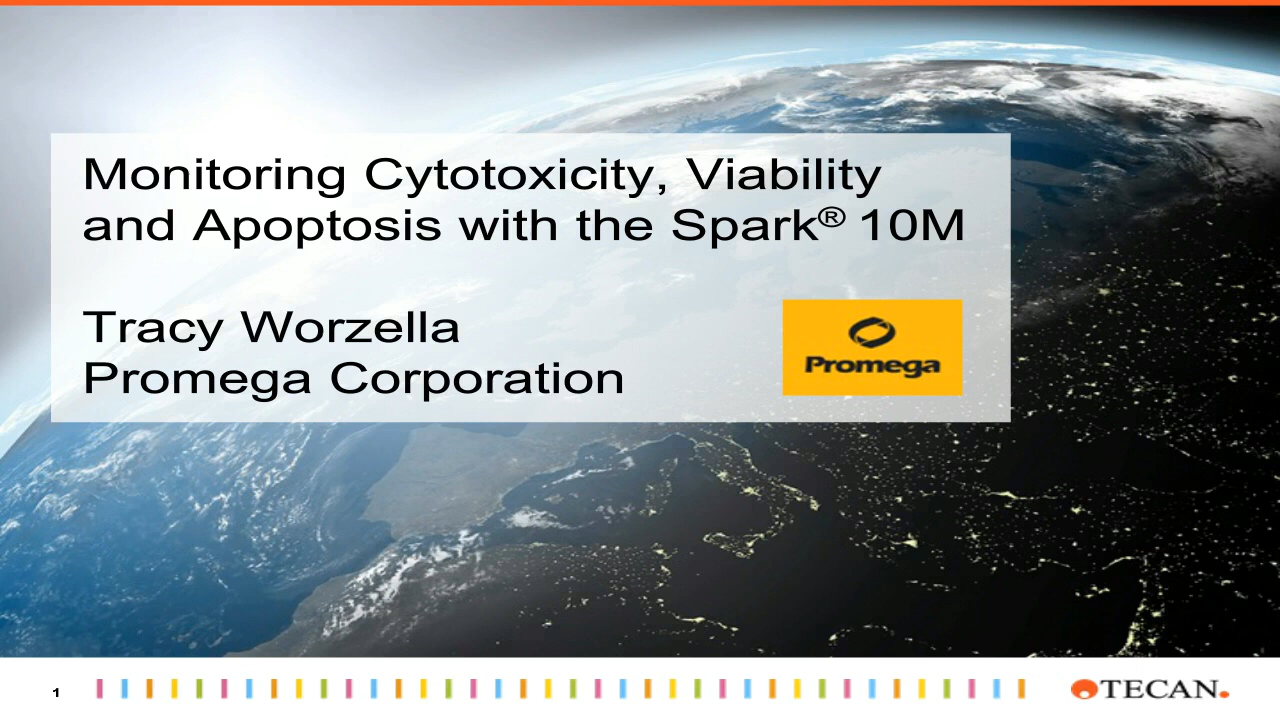 Monitoring Cytotoxicity, Viability
and Apoptosis with the Spark® 10M
Tracy Worzella
Promega Corporation
Promega
1
TECAN.